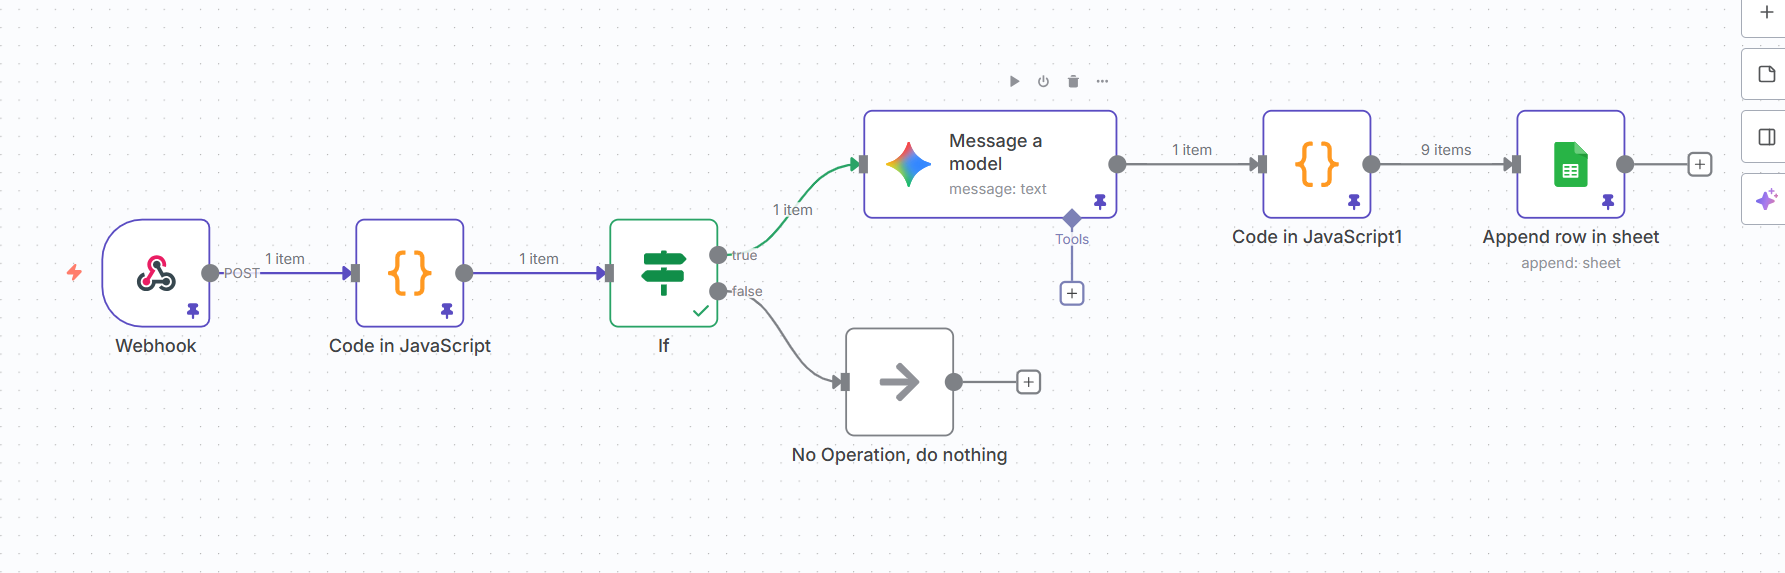 Message a
model
message: text
1 item
9 items
Code in JavaScript1
Append row in sheet
append: sheet
Tools
1 item
true
false
POST
1 item
1 item
Webhook
Code in JavaScript
If
No Operation, do nothing